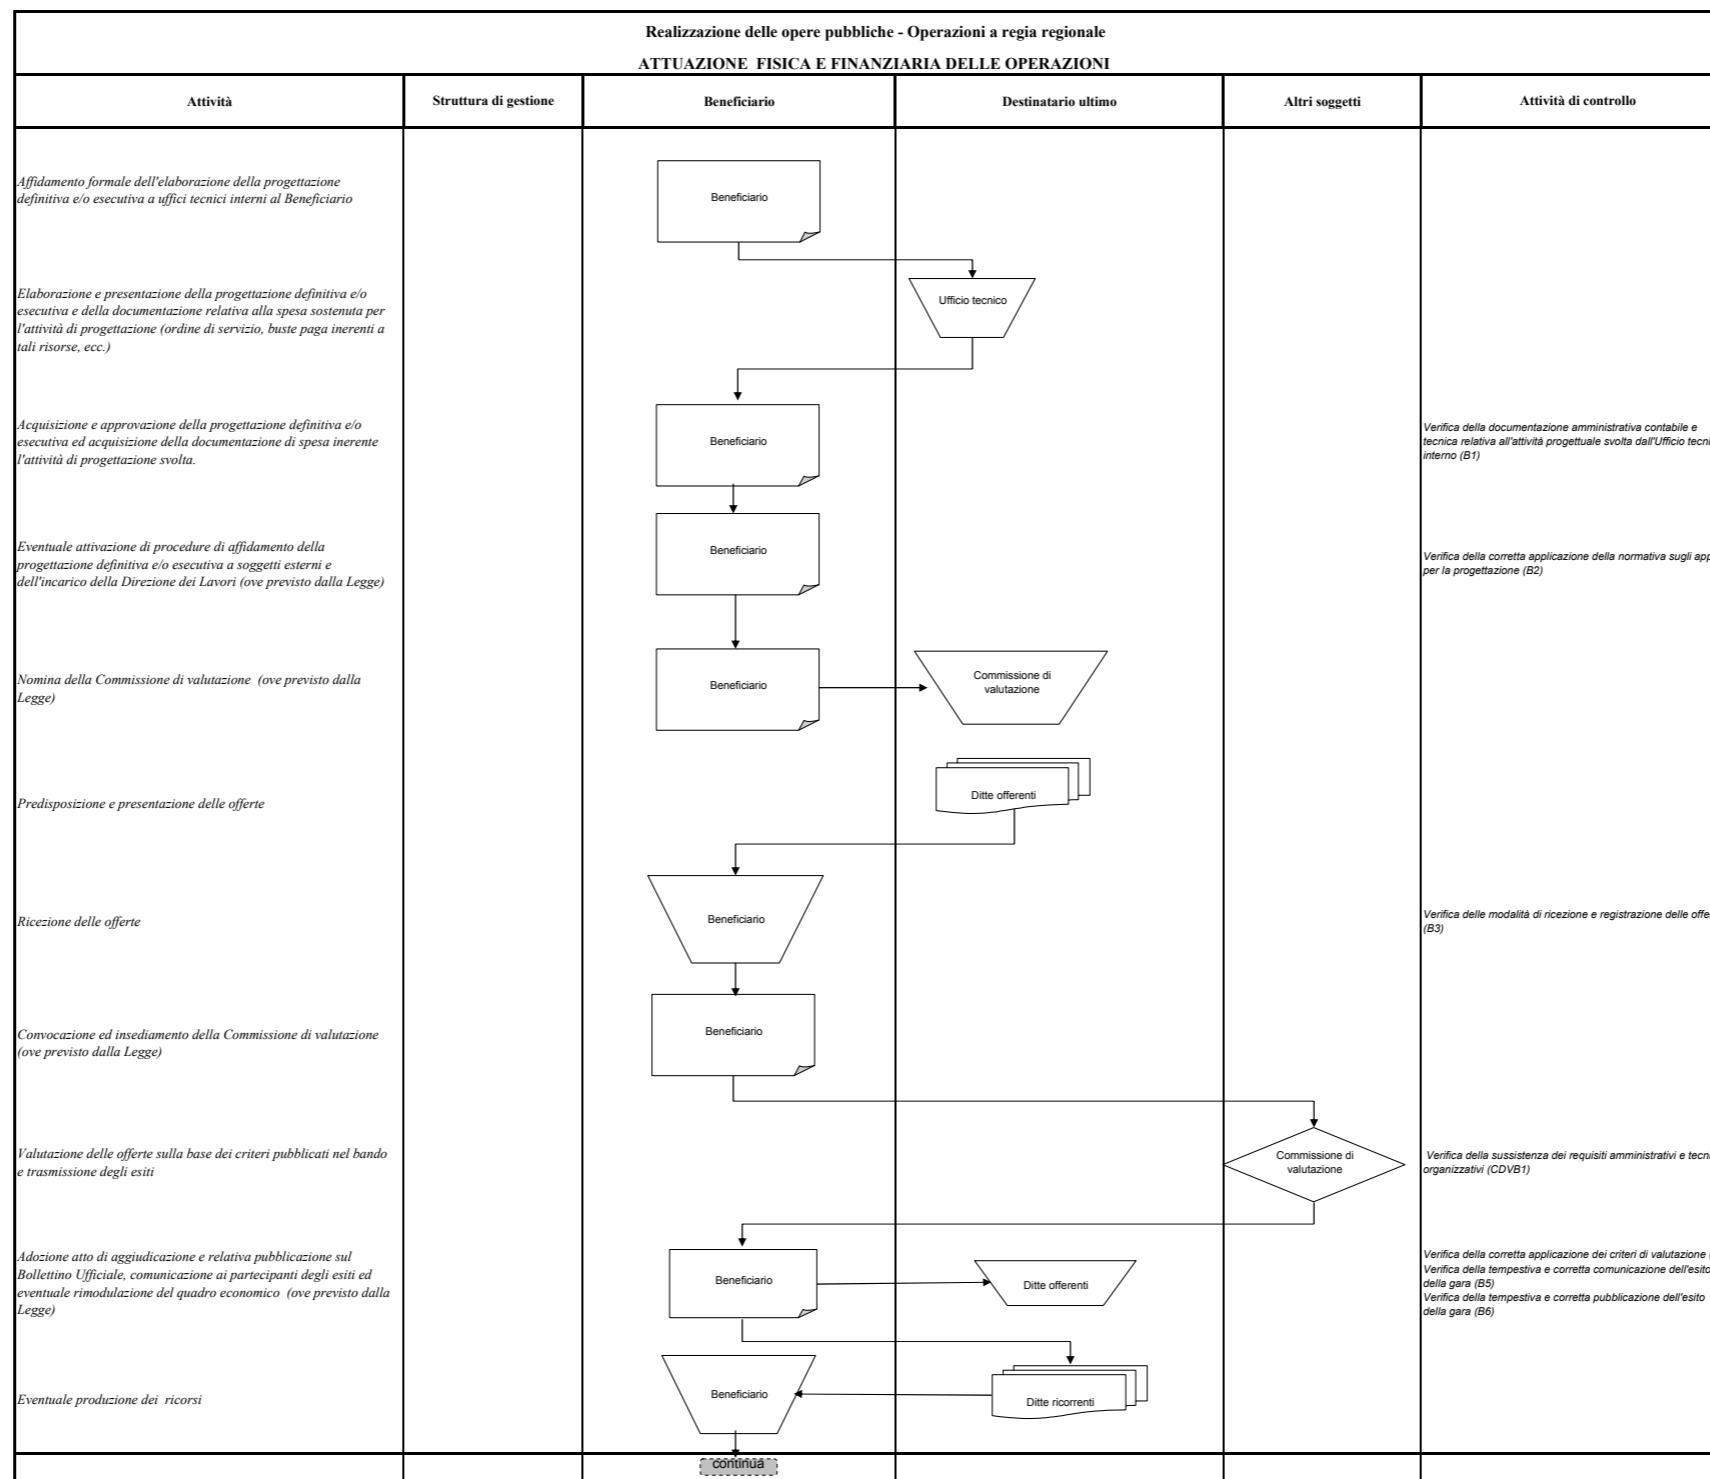 Realizzazione delle opere pubbliche - Operazioni a regia regionale
ATTUAZIONE FISICA E FINANZIARIA DELLE OPERAZIONI
Attività
Struttura di gestione
Beneficiario
Destinatario ultimo
Altri soggetti
Attività di controllo
Affidamento formale dell'elaborazione della progettazione
definitiva e/o esecutiva a uffici tecnici interni al Beneficiario
Beneficiario
Elaborazione e presentazione della progettazione definitiva e/o
esecutiva e della documentazione relativa alla spesa sostenuta per
l'attività di progettazione (ordine di servizio, buste paga inerenti a
tali risorse, ecc.)
Ufficio tecnico
Acquisizione e approvazione della progettazione definitiva e/o
esecutiva ed acquisizione della documentazione di spesa inerente
l'attività di progettazione svolta.
Beneficiario
Verifica della documentazione amministrativa contabile e
tecnica relativa all'attività progettuale svolta dall'Ufficio
interno (B1)
Eventuale attivazione di procedure di affidamento della
progettazione definitiva e/o esecutiva a soggetti esterni e
dell'incarico della Direzione dei Lavori (ove previsto dalla Legge)
Beneficiario
Verifica della corretta applicazione della normativa sugli
per la progettazione (B2)
Nomina della Commissione di valutazione (ove previsto dalla
Legge)
Beneficiario
Commissione di
valutazione
Predisposizione e presentazione delle offerte
Ditte offerenti
Ricezione delle offerte
Beneficiario
Verifica delle modalità di ricezione e registrazione delle
(B3)
Convocazione ed insediamento della Commissione di valutazione
(ove previsto dalla Legge)
Beneficiario
Valutazione delle offerte sulla base dei criteri pubblicati nel bando
e trasmissione degli esiti
Commissione di
valutazione
Verifica della sussistenza dei requisiti amministrativi e
organizzativi (CDVB1)
Adozione atto di aggiudicazione e relativa pubblicazione sul
Bollettino Ufficiale, comunicazione ai partecipanti degli esiti ed
eventuale rimodulazione del quadro economico (ove previsto dalla
Legge)
Beneficiario
Ditte offerenti
Verifica della corretta applicazione dei criteri di valutazione
Verifica della tempestiva e corretta comunicazione dell'esito
della gara (B5)
Verifica della tempestiva e corretta pubblicazione dell'esito
della gara (B6)
Eventuale produzione dei ricorsi
Beneficiario
Ditte ricorrenti
continua